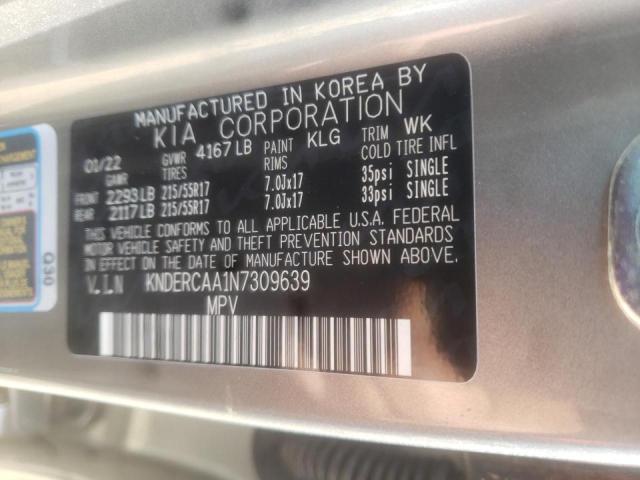 MANUFACTURED IN KOREA BY
KIA CORPORATION
01/22 GVWR 4167 LB PAINT KLG TRIM WK
GAWR TIRES RIMS COLD TIRE INFL
FRONT 2293 LB 215/55R17 7.0Jx17 35psi SINGLE
REAR 2117 LB 215/55R17 7.0Jx17 33psi SINGLE
THIS VEHICLE CONFORMS TO ALL APPLICABLE U.S.A. FEDERAL
MOTOR VEHICLE SAFETY AND THEFT PREVENTION STANDARDS
IN EFFECT ON THE DATE OF MANUFACTURE SHOWN ABOVE.
V.I.N KNDERCAA1N7309639
MPV
Q30